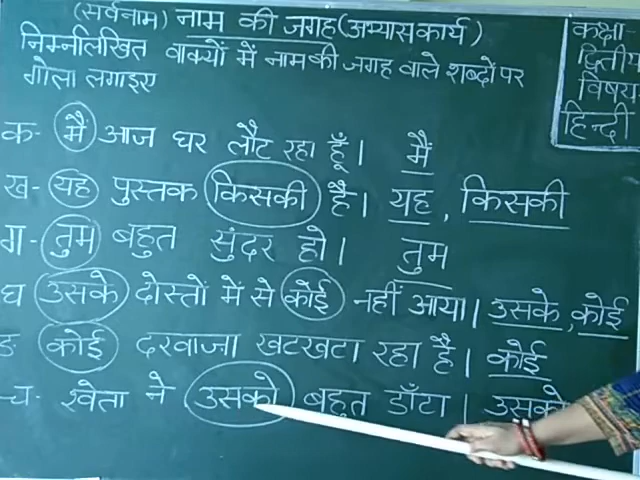 (सर्वनाम) नाम की जगह (अभ्यासकार्य)
निम्नलिखित वाक्यों में नाम की जगह वाले शब्दों पर
गोला लगाइए
कक्षा-
द्वितीय
विषय-
हिन्दी
क- मैं आज घर लौट रहा हूँ। मैं
ख- यह पुस्तक किसकी है। यह, किसकी
ग- तुम बहुत सुंदर हो। तुम
घ उसके दोस्तों में से कोई नहीं आया। उसके, कोई
ङ कोई दरवाजा खटखटा रहा है। कोई
च- श्वेता ने उसको बहुत डाँटा। उसको